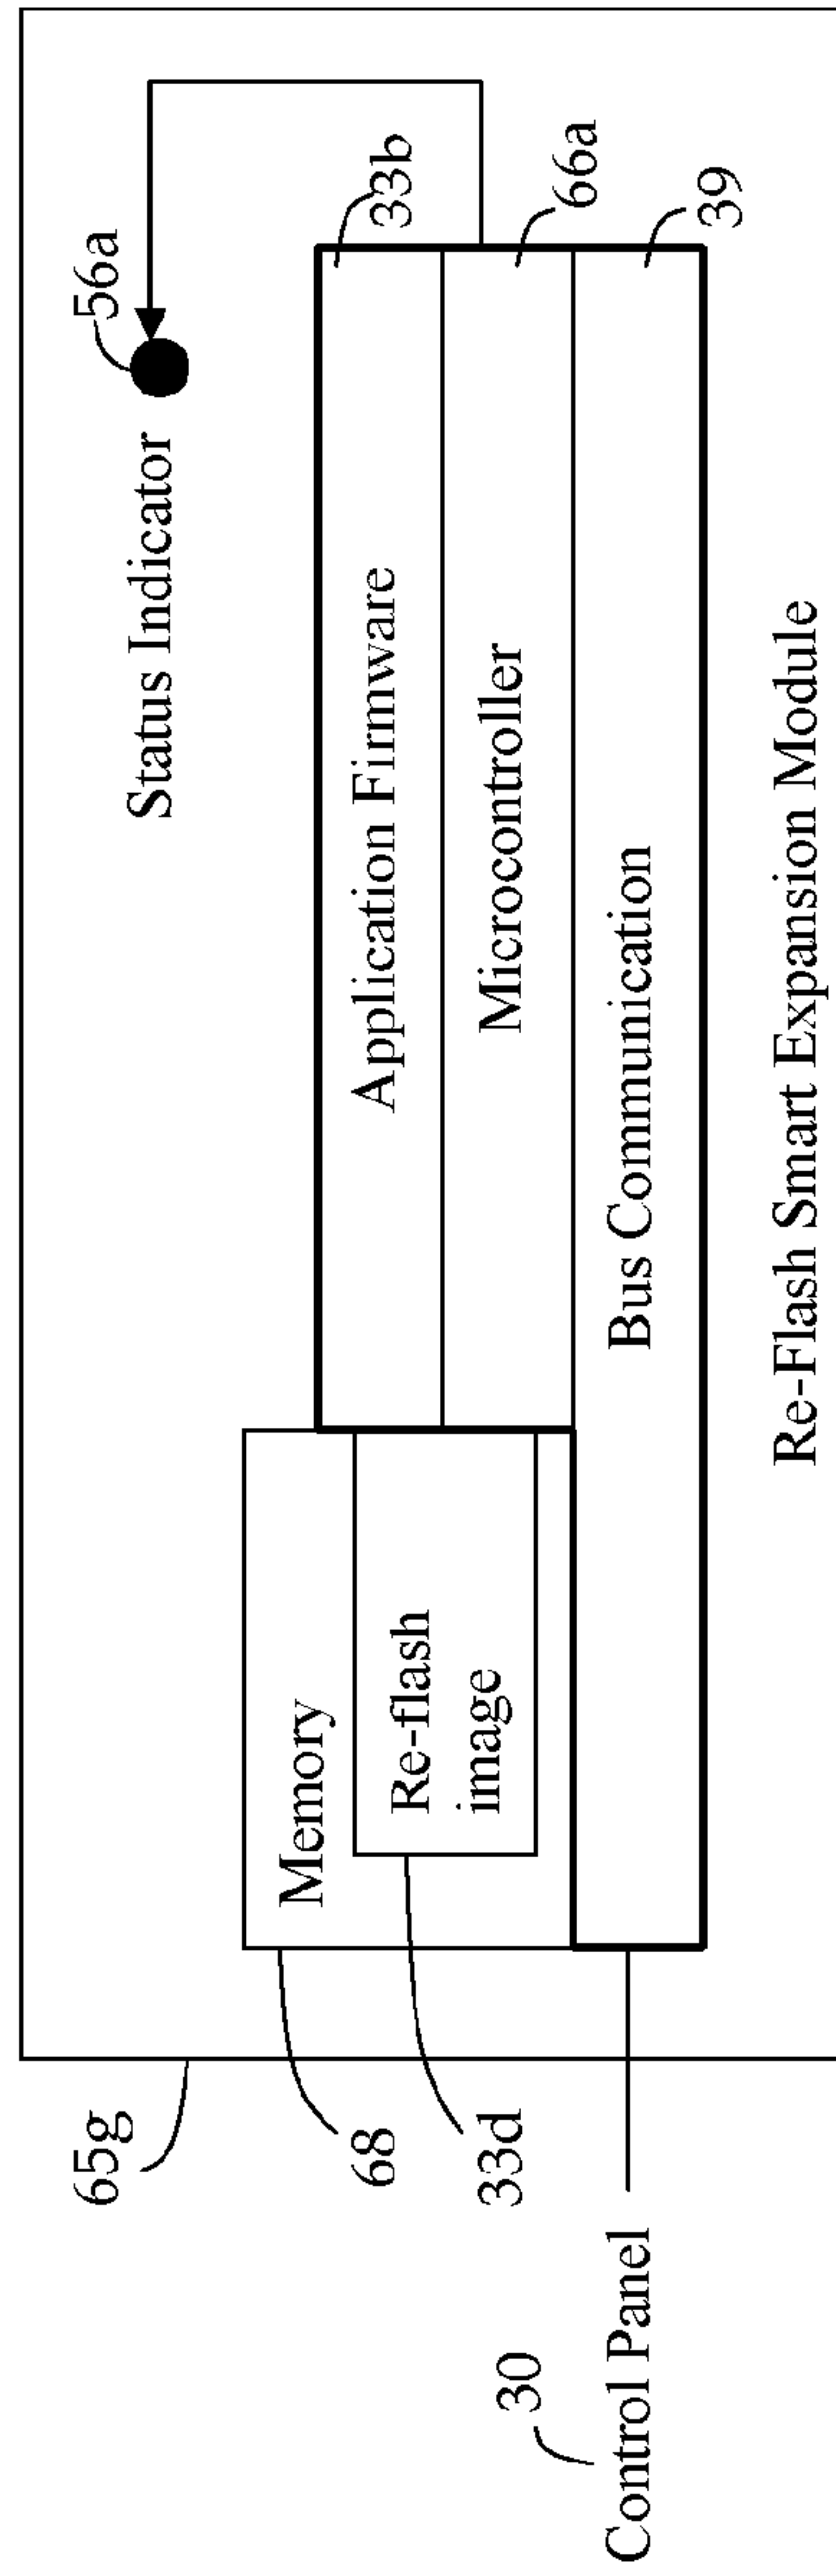 65g
56a
Status Indicator
68
Memory
33b
Application Firmware
33d
Re-flash
image
66a
Microcontroller
30
Control Panel
Bus Communication
39
Re-Flash Smart Expansion Module